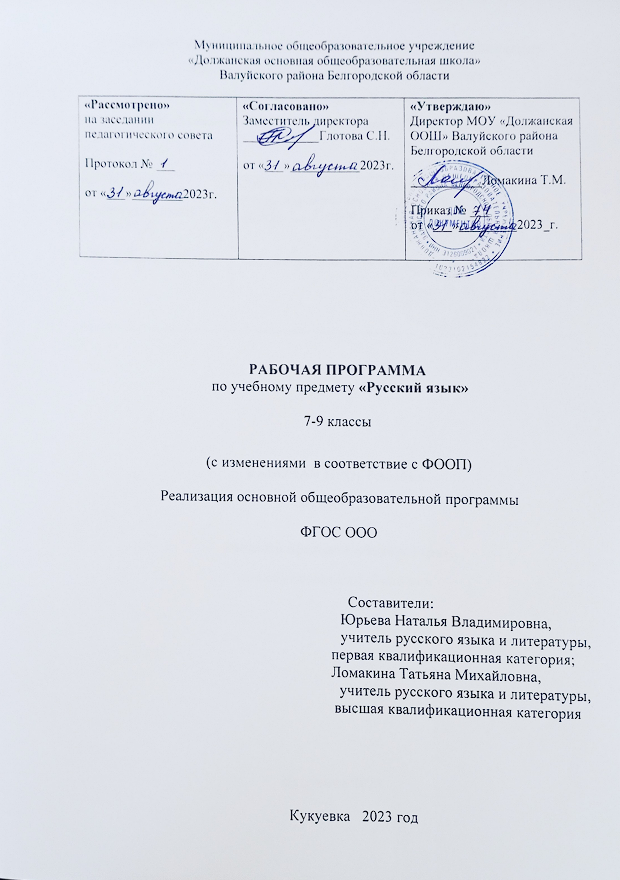 Муниципальное общеобразовательное учреждение
«Должанская основная общеобразовательная школа»
Валуйского района Белгородской области
«Рассмотрено»
на заседании
педагогического совета
Протокол № 1
от «31» августа 2023г.
«Согласовано»
Заместитель директора
Глотова С.Н.
от «31» августа 2023г.
«Утверждаю»
Директор МОУ «Должанская
ООШ» Валуйского района
Белгородской области
Ломакина Т.М.
Приказ № 74
от «31» августа 2023_г.
РАБОЧАЯ ПРОГРАММА
по учебному предмету «Русский язык»
7-9 классы
(с изменениями в соответствие с ФООП)
Реализация основной общеобразовательной программы
ФГОС ООО
Составители:
Юрьева Наталья Владимировна,
учитель русского языка и литературы,
первая квалификационная категория;
Ломакина Татьяна Михайловна,
учитель русского языка и литературы,
высшая квалификационная категория
Кукуевка 2023 год